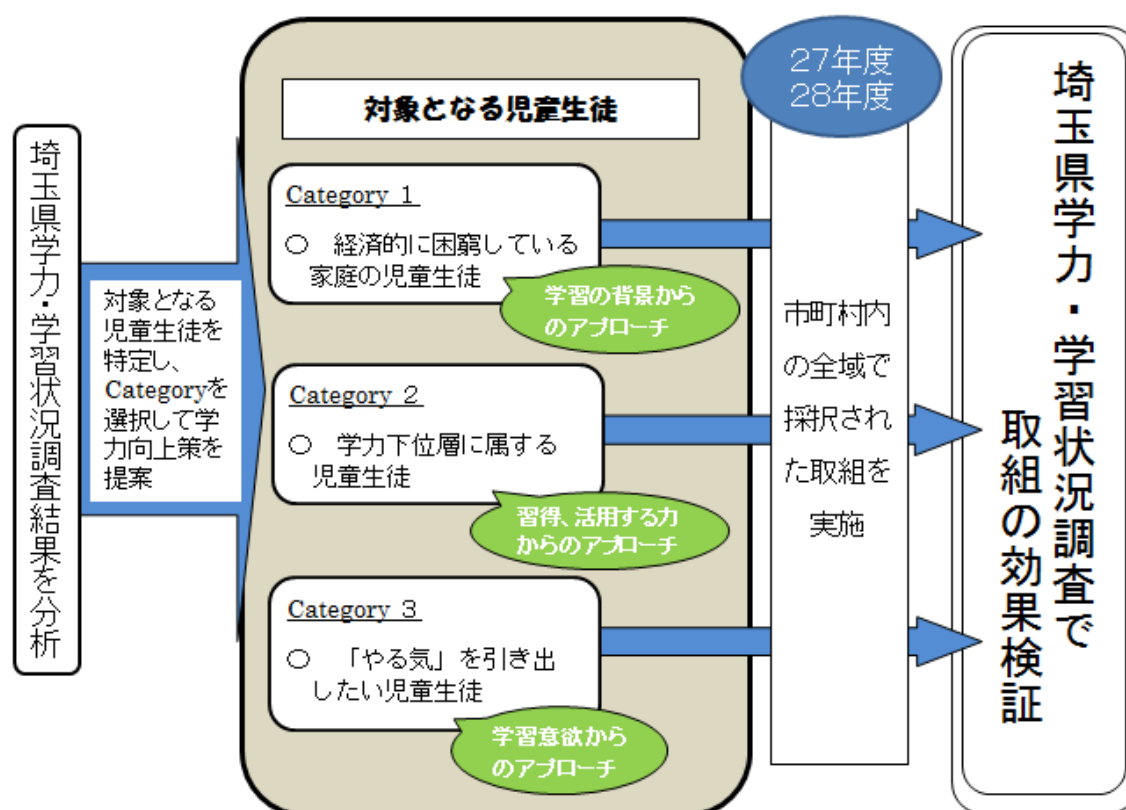 埼玉県学力・学習状況調査結果を分析
対象となる
児童生徒を
特定し、
Categoryを
選択して学
力向上策を
提案
対象となる児童生徒
Category 1
○ 経済的に困窮している
家庭の児童生徒
学習の背景から
のアプローチ
Category 2
○ 学力下位層に属する
児童生徒
習得、活用する力
からのアプローチ
Category 3
○ 「やる気」を引き出
したい児童生徒
学習意欲から
のアプローチ
27年度
28年度
市町村内
の全域で
採択され
た取組を
実施
埼玉県学力・学習状況調査で
取組の効果検証